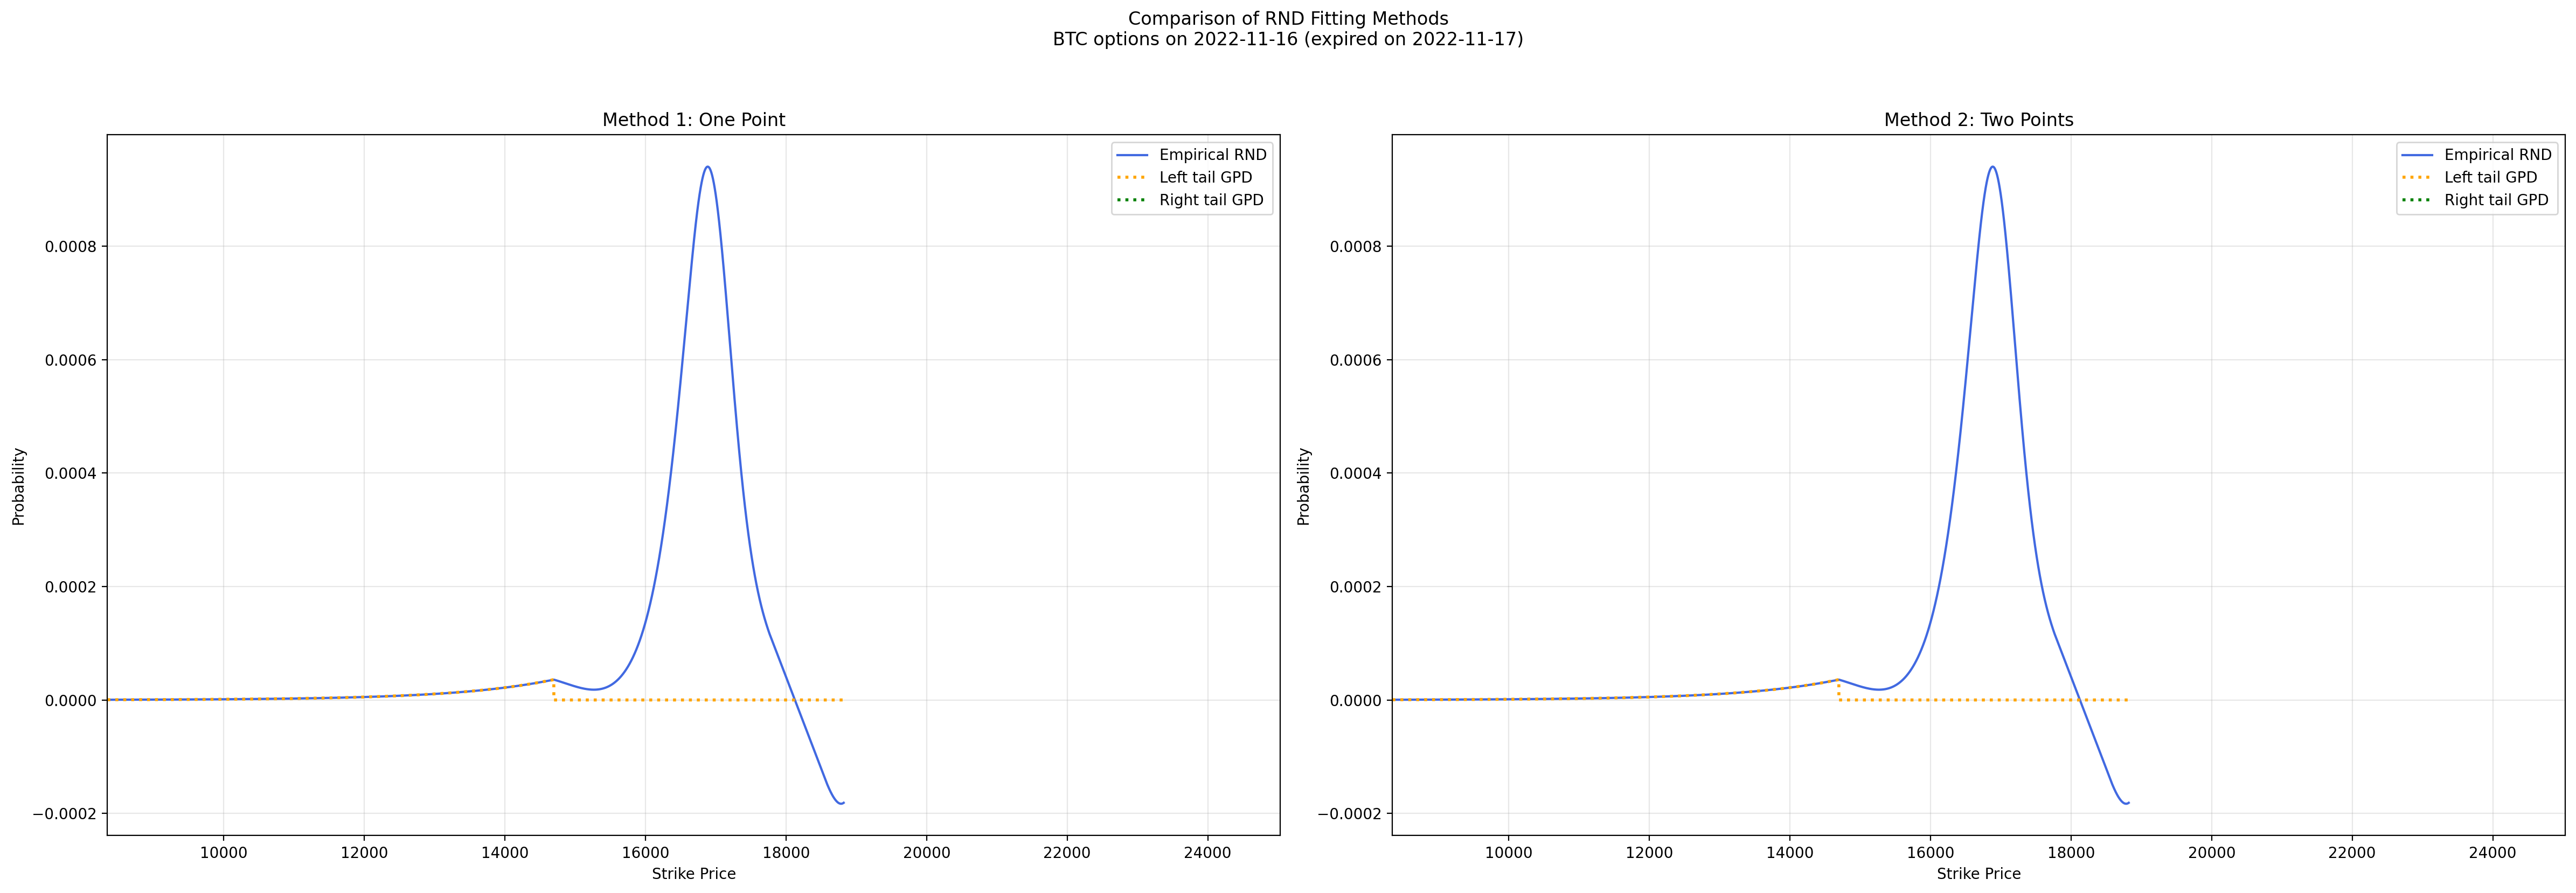 Comparison of RND Fitting Methods
BTC options on 2022-11-16 (expired on 2022-11-17)
Method 1: One Point
Empirical RND
Left tail GPD
Right tail GPD
0.0008
0.0006
0.0004
0.0002
0.0000
−0.0002
Probability
10000 12000 14000 16000 18000 20000 22000 24000
Strike Price
Method 2: Two Points
Empirical RND
Left tail GPD
Right tail GPD
0.0008
0.0006
0.0004
0.0002
0.0000
−0.0002
Probability
10000 12000 14000 16000 18000 20000 22000 24000
Strike Price